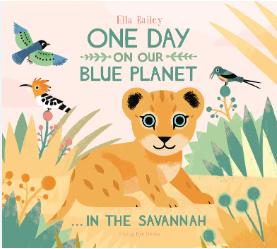 Ella Bailey
ONE DAY
ON OUR
BLUE PLANET
...IN THE SAVANNAH